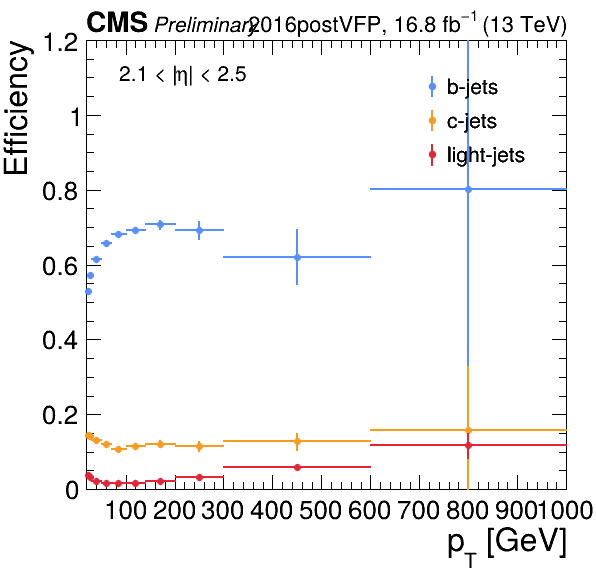 CMS Preliminary 2016postVFP, 16.8 fb⁻¹ (13 TeV)
2.1 < |η| < 2.5
b-jets
c-jets
light-jets
Efficiency
1.2
1
0.8
0.6
0.4
0.2
0
100 200 300 400 500 600 700 800 900 1000
p_T [GeV]